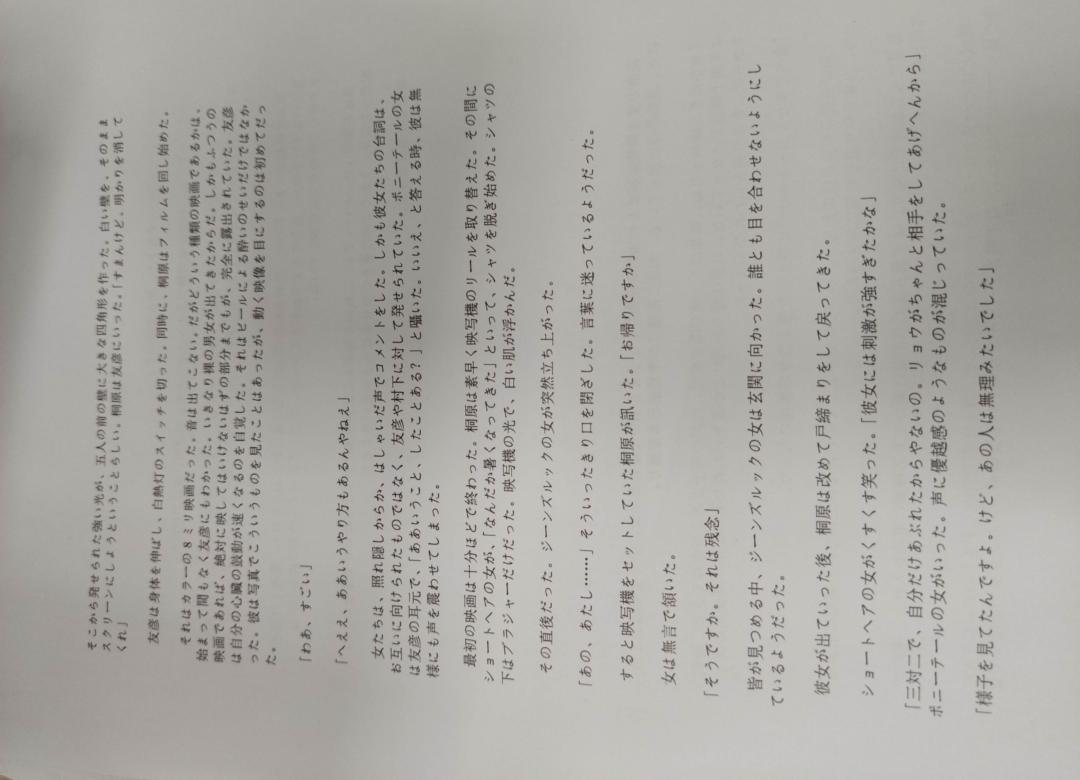 そこから発せられた強い光が、五人の前の壁に大きな四角形を作った。白い壁を、そのまま
スクリーンにしようということらしい。桐原は友彦にいった。「すまんけど、明かりを消して
くれ」
友彦は身体を伸ばし、白熱灯のスイッチを切った。同時に、桐原はフィルムを回し始めた。
それはカラーの8ミリ映画だった。音は出てこない。だがどういう種類の映画であるかは、
始まって間もなく友彦にもわかった。いきなり裸の男女が出てきたからだ。しかもふつうの
映画であれば、絶対に映してはいけないはずの部分までもが、完全に露出されていた。友彦
は自分の心臓の鼓動が速くなるのを自覚した。それはビールによる酔いのせいだけではなか
った。彼は写真でこういうものを見たことはあったが、動く映像を目にするのは初めてだっ
た。
「わあ、すごい」
「へええ、ああいうやり方もあるんやねえ」
女たちは、照れ隠しからか、はしゃいだ声でコメントをした。しかも彼女たちの台詞は、
お互いに向けられたものではなく、友彦や村下に対して発せられていた。ポニーテールの女
は友彦の耳元で、「ああいうこと、したことある?」と囁いた。いいえ、と答える時、彼は無
様にも声を震わせてしまった。
最初の映画は十分ほどで終わった。桐原は素早く映写機のリールを取り替えた。その間に
ショートヘアの女が、「なんだか暑くなってきた」といって、シャツを脱ぎ始めた。シャツの
下はブラジャーだけだった。映写機の光で、白い肌が浮かんだ。
その直後だった。ジーンズルックの女が突然立ち上がった。
「あの、あたし……」そういったきり口を閉ざした。言葉に迷っているようだった。
すると映写機をセットしていた桐原が訊いた。「お帰りですか」
女は無言で頷いた。
「そうですか。それは残念」
皆が見つめる中、ジーンズルックの女は玄関に向かった。誰とも目を合わせないようにし
ているようだった。
彼女が出ていった後、桐原は改めて戸締まりをして戻ってきた。
ショートヘアの女がくすくす笑った。「彼女には刺激が強すぎたかな」
「三対二で、自分だけあぶれたからやないの。リョウがちゃんと相手をしてあげへんから」
ポニーテールの女がいった。声に優越感のようなものが混じっていた。
「様子を見てたんですよ。けど、あの人は無理みたいでした」